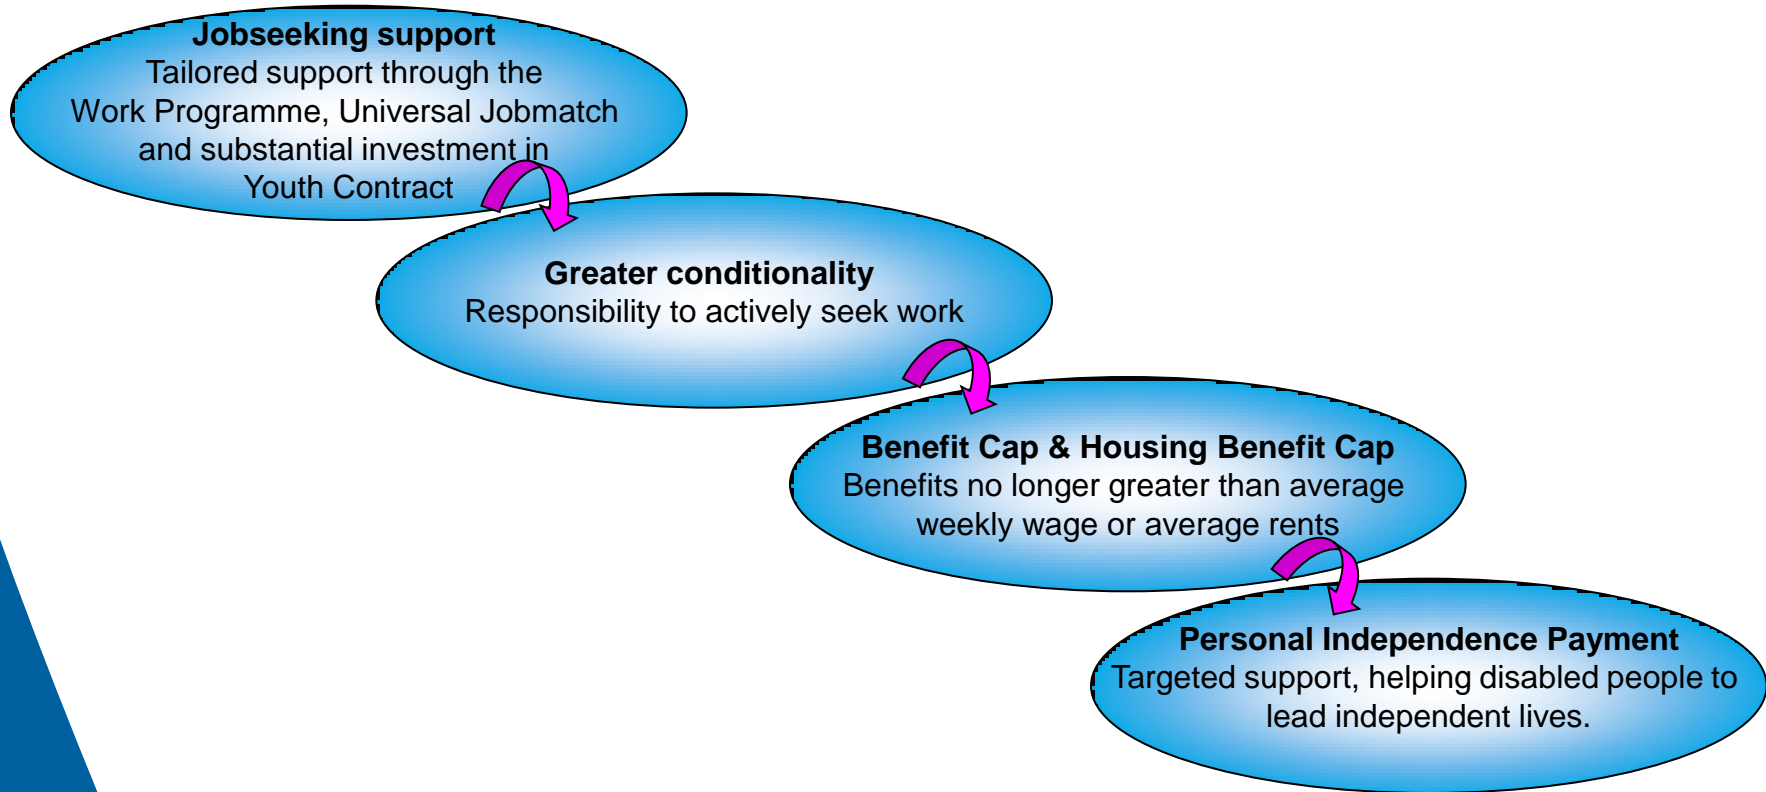 Jobseeking support
Tailored support through the
Work Programme, Universal Jobmatch
and substantial investment in
Youth Contract
Greater conditionality
Responsibility to actively seek work
Benefit Cap & Housing Benefit Cap
Benefits no longer greater than average
weekly wage or average rents
Personal Independence Payment
Targeted support, helping disabled people to
lead independent lives.